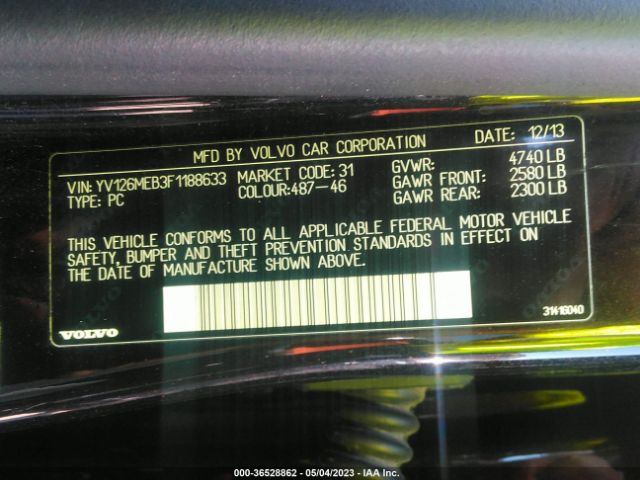 MFD BY VOLVO CAR CORPORATION DATE: 12/13
VIN: YV126MEB3F1188633 MARKET CODE: 31 GVWR: 4740 LB
TYPE: PC COLOUR:487-46 GAWR FRONT: 2580 LB
GAWR REAR: 2300 LB
THIS VEHICLE CONFORMS TO ALL APPLICABLE FEDERAL MOTOR VEHICLE
SAFETY, BUMPER AND THEFT PREVENTION STANDARDS IN EFFECT ON
THE DATE OF MANUFACTURE SHOWN ABOVE.
VOLVO 31416040
000-36528862 - 05/04/2023 - IAA Inc.